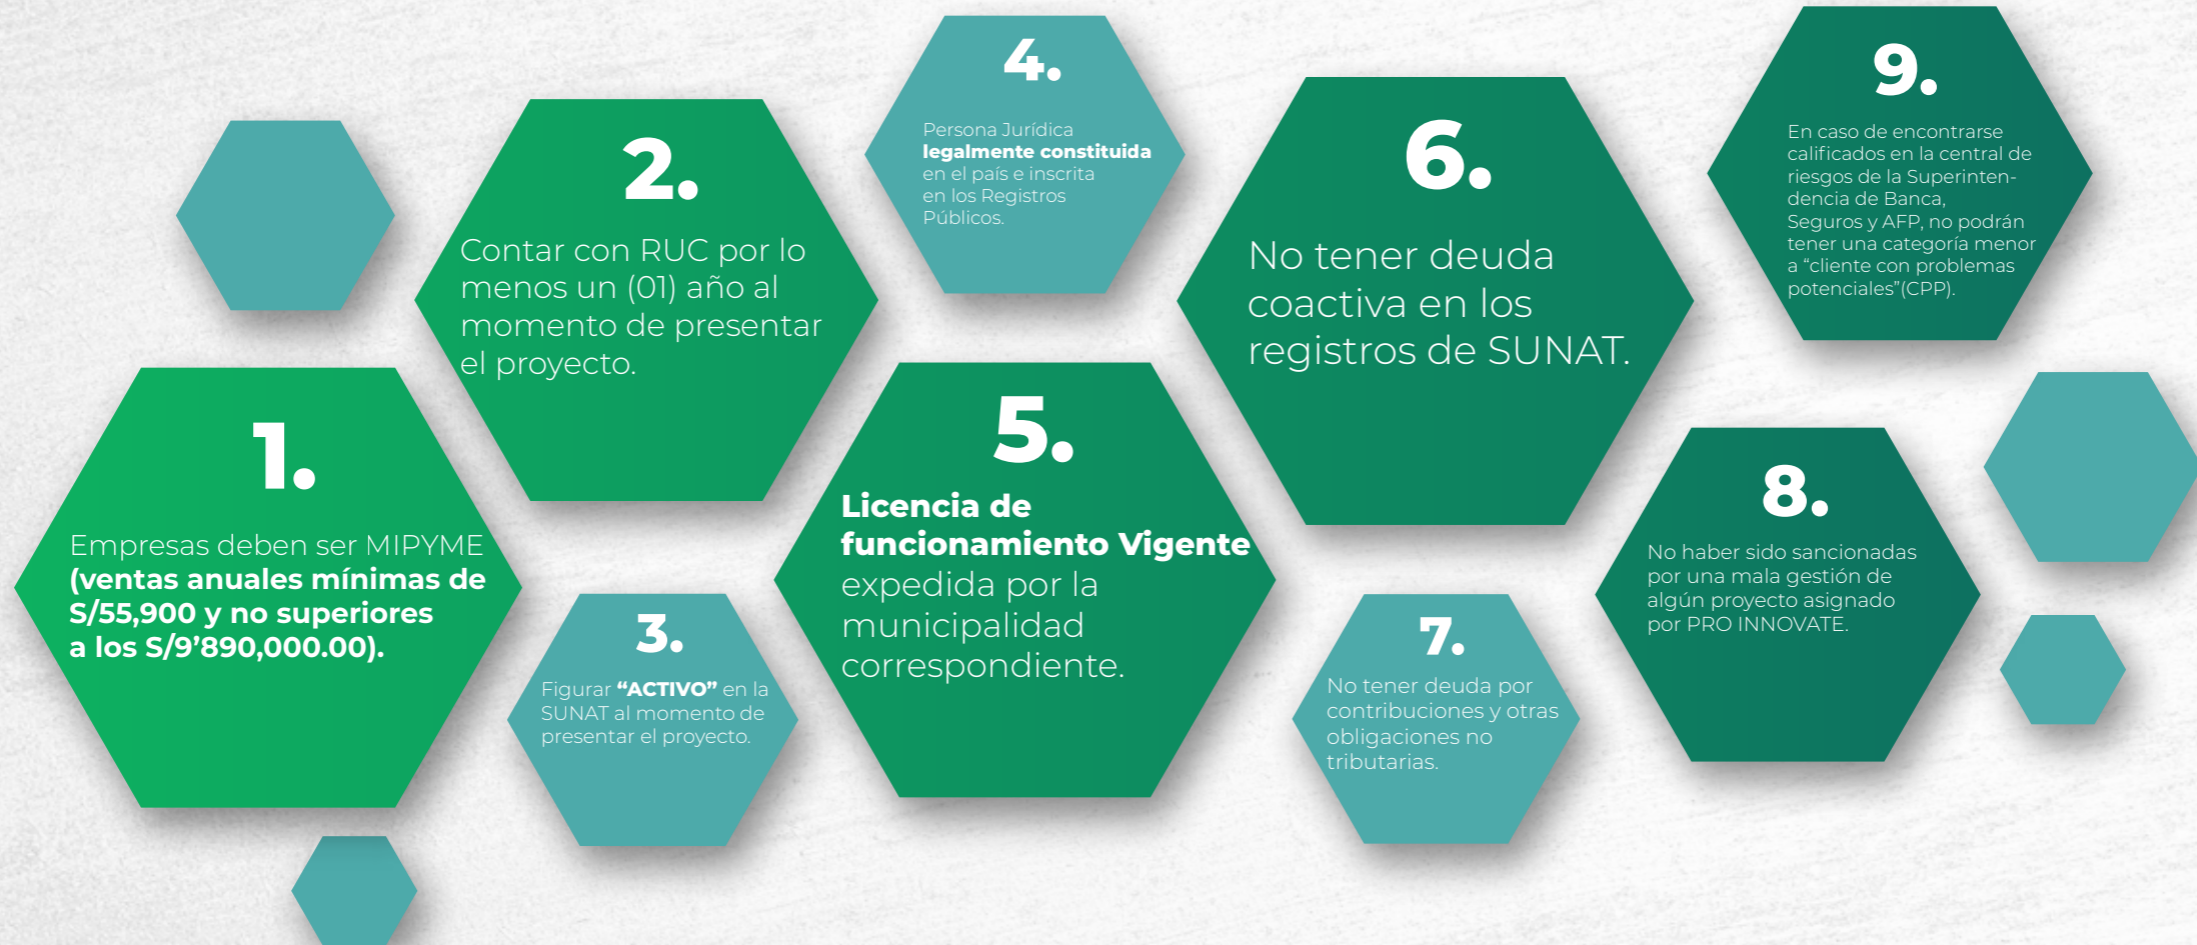 1.
Empresas deben ser MIPYME
(ventas anuales mínimas de
S/55,900 y no superiores
a los S/9’890,000.00).
2.
Contar con RUC por lo
menos un (01) año al
momento de presentar
el proyecto.
3.
Figurar “ACTIVO” en la
SUNAT al momento de
presentar el proyecto.
4.
Persona Jurídica
legalmente constituida
en el país e inscrita
en los Registros
Públicos.
5.
Licencia de
funcionamiento Vigente
expedida por la
municipalidad
correspondiente.
6.
No tener deuda
coactiva en los
registros de SUNAT.
7.
No tener deuda por
contribuciones y otras
obligaciones no
tributarias.
8.
No haber sido sancionadas
por una mala gestión de
algún proyecto asignado
por PRO INNOVATE.
9.
En caso de encontrarse
calificados en la central de
riesgos de la Superinten-
dencia de Banca,
Seguros y AFP, no podrán
tener una categoría menor
a “cliente con problemas
potenciales”(CPP).